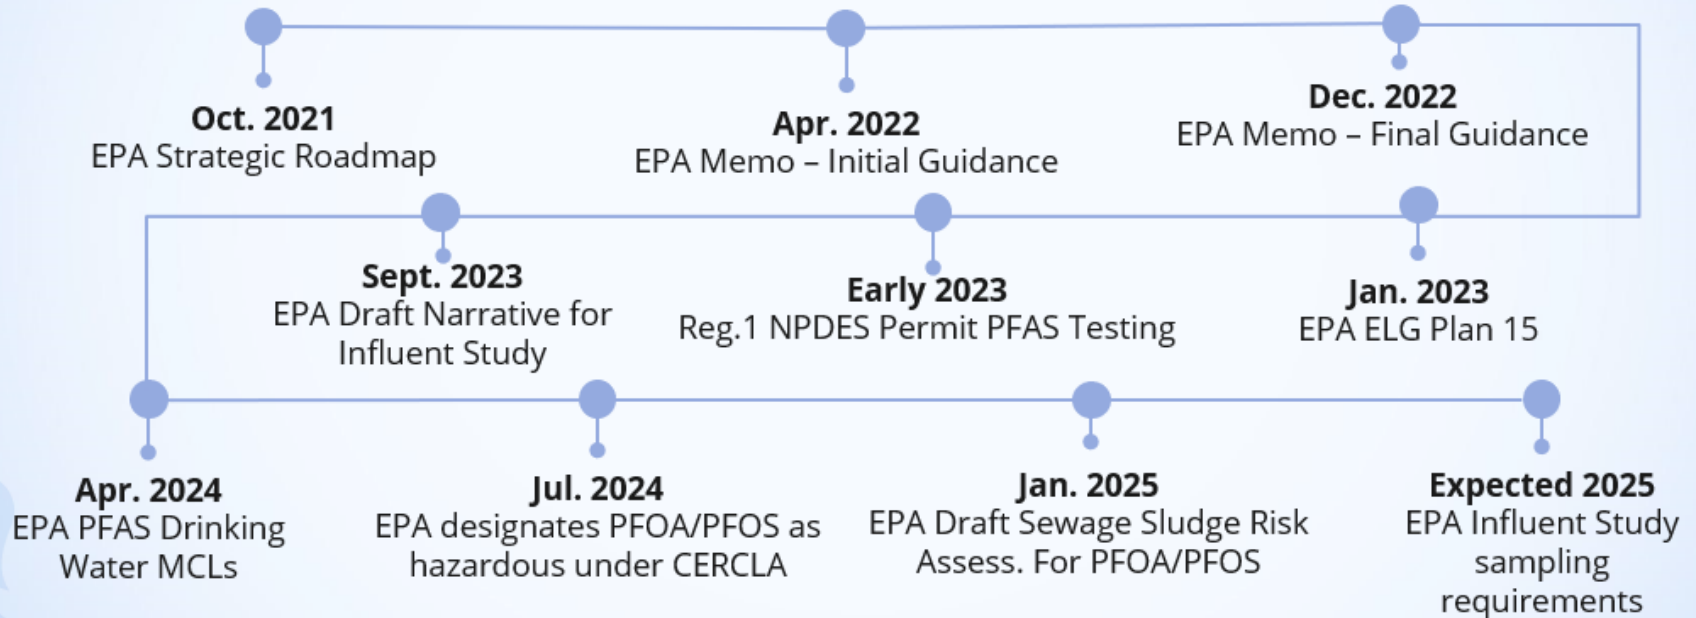 Oct. 2021
EPA Strategic Roadmap
Apr. 2022
EPA Memo – Initial Guidance
Dec. 2022
EPA Memo – Final Guidance
Jan. 2023
EPA ELG Plan 15
Early 2023
Reg.1 NPDES Permit PFAS Testing
Sept. 2023
EPA Draft Narrative for
Influent Study
Apr. 2024
EPA PFAS Drinking
Water MCLs
Jul. 2024
EPA designates PFOA/PFOS as
hazardous under CERCLA
Jan. 2025
EPA Draft Sewage Sludge Risk
Assess. For PFOA/PFOS
Expected 2025
EPA Influent Study
sampling
requirements